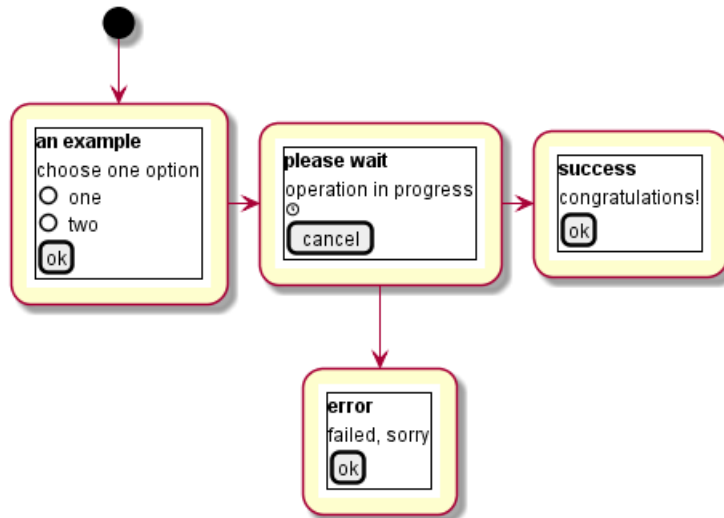 an example
choose one option
one
two
ok
please wait
operation in progress
cancel
success
congratulations!
ok
error
failed, sorry
ok